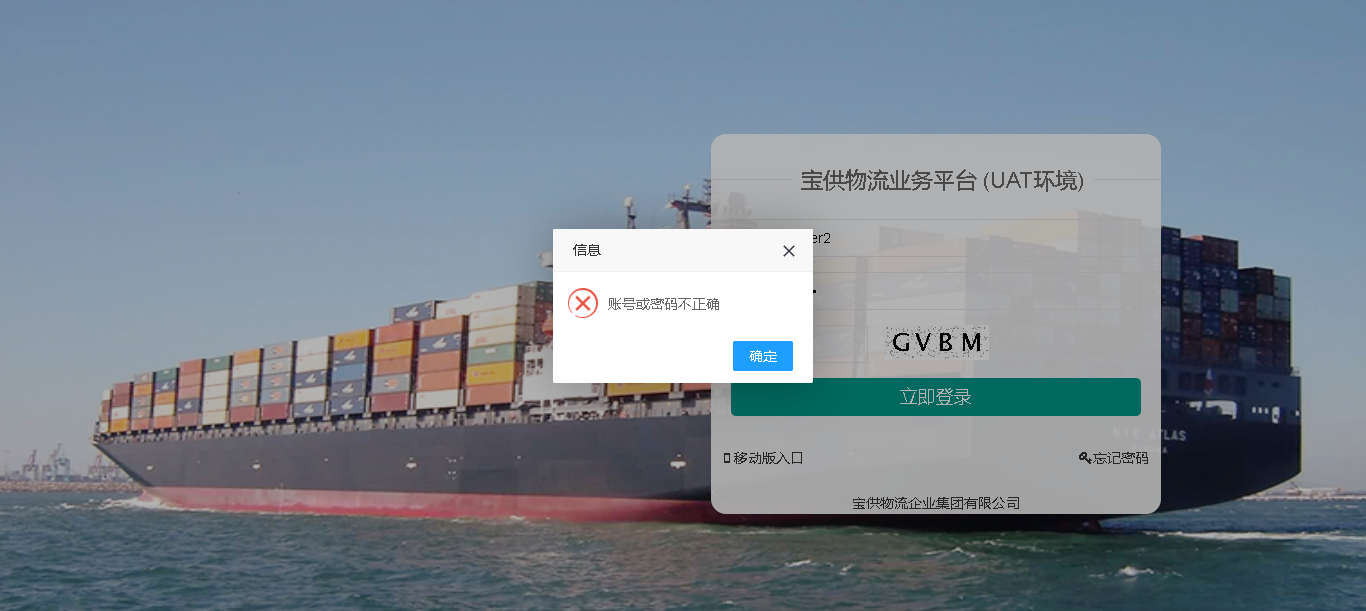 宝供物流业务平台 (UAT环境)
er2
信息
账号或密码不正确
确定
GVBM
立即登录
NYK ATLAS
移动版入口
忘记密码
宝供物流企业集团有限公司